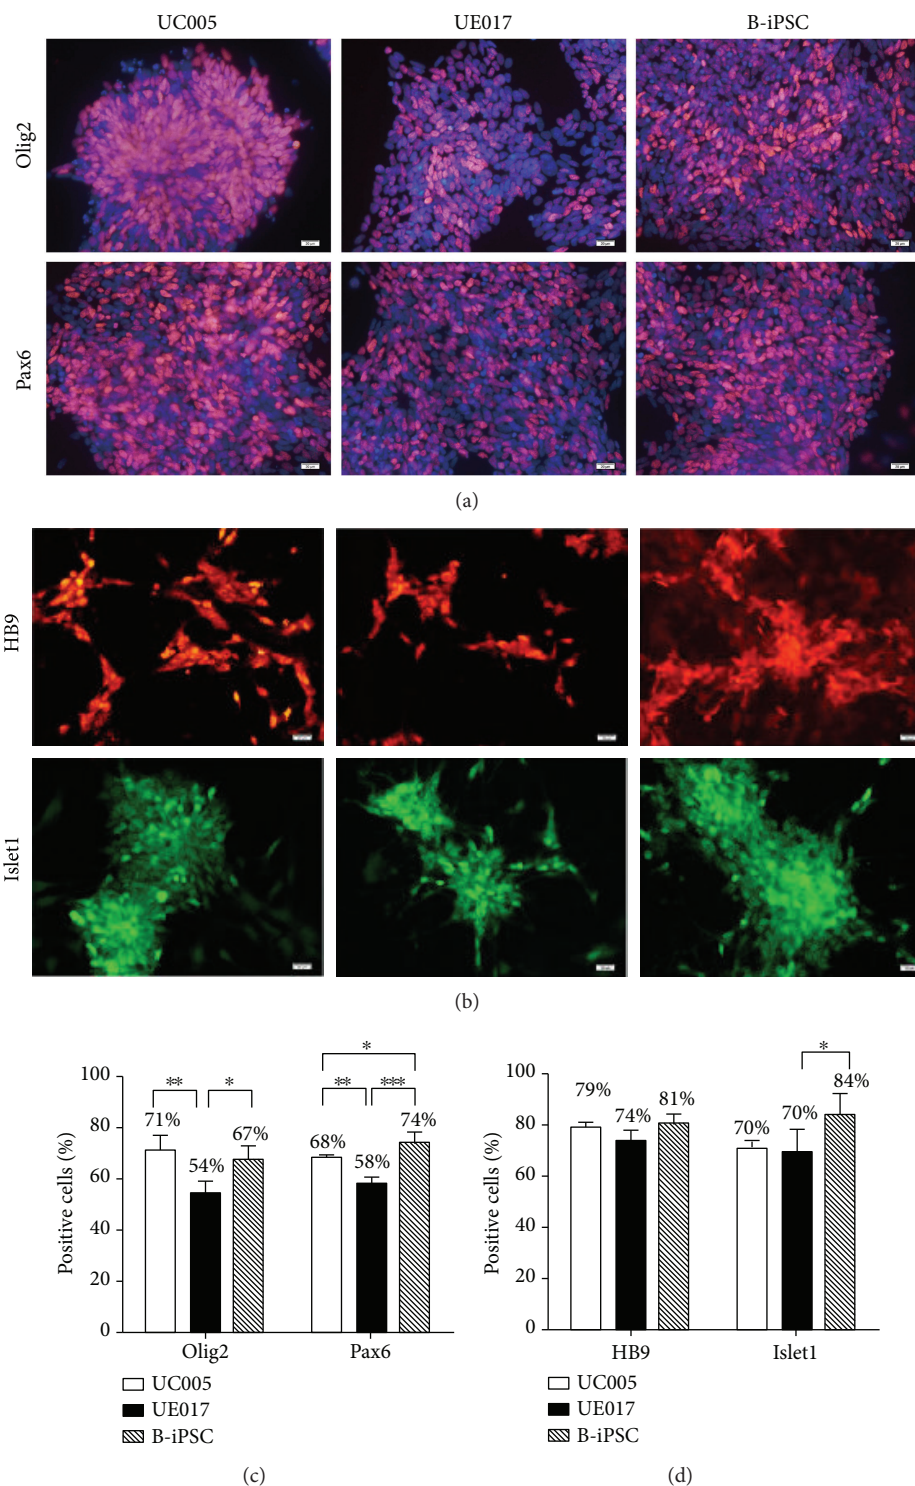 UC005 UE017 B-iPSC
Olig2
Pax6
(a)
HB9
Islet1
(b)
Positive cells (%)
100
80
60
40
20
0
71%
54%
67%
68%
58%
74%
** *
*
** ***
Olig2 Pax6
UC005
UE017
B-iPSC
(c)
Positive cells (%)
100
80
60
40
20
0
79%
74%
81%
70%
70%
84%
*
HB9 Islet1
UC005
UE017
B-iPSC
(d)